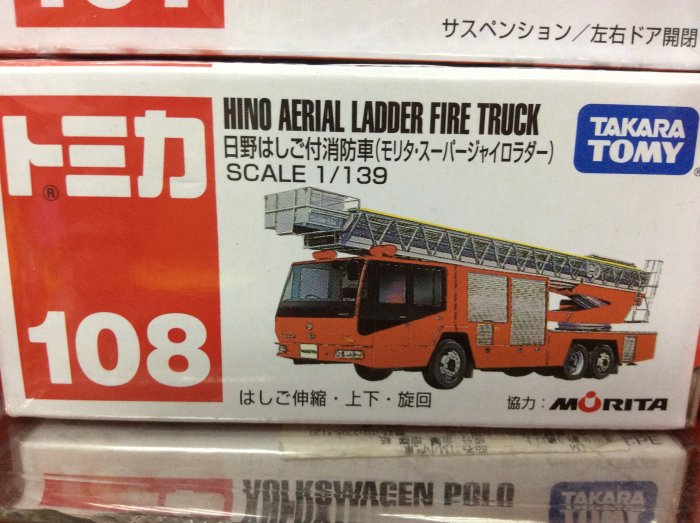 サスペンション/左右ドア開閉
トミカ
®
108
HINO AERIAL LADDER FIRE TRUCK
日野はしご付消防車(モリタ・スーパージャイロラダー)
SCALE 1/139
TAKARA
TOMY
®
MORITA
はしご伸縮・上下・旋回
協力:MORITA
VOLKSWAGEN POLO
TAKARA